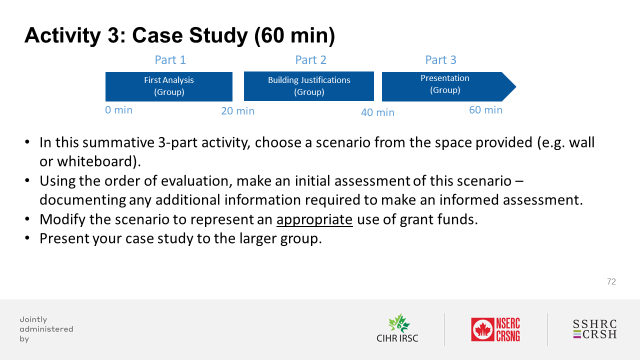 Activity 3: Case Study (60 min)
Part 1
Part 2
Part 3
First Analysis
(Group)
Building Justifications
(Group)
Presentation
(Group)
0 min
20 min
40 min
60 min
• In this summative 3-part activity, choose a scenario from the space provided (e.g. wall
or whiteboard).
• Using the order of evaluation, make an initial assessment of this scenario –
documenting any additional information required to make an informed assessment.
• Modify the scenario to represent an appropriate use of grant funds.
• Present your case study to the larger group.
72
Jointly
administered
by
CIHR IRSC
NSERC
CRSNG
SSHRC
CRSH